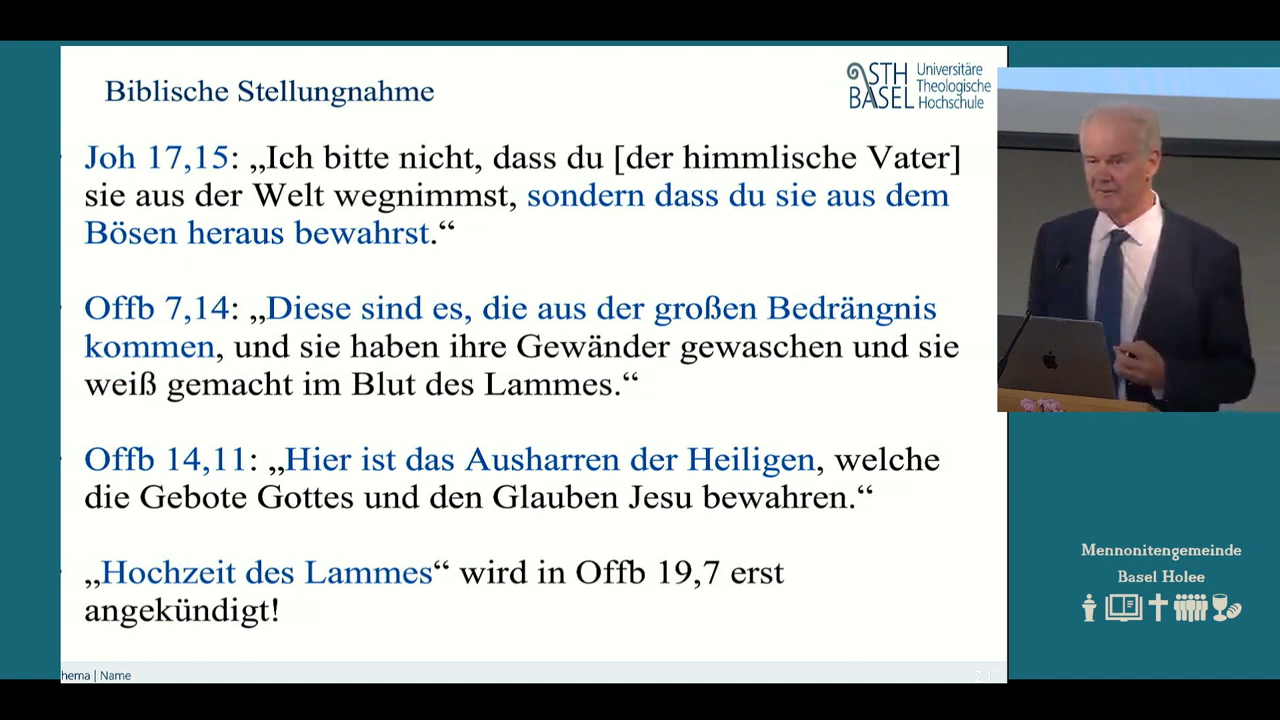 Biblische Stellungnahme
STH
BASEL
Universitäre
Theologische
Hochschule
Joh 17,15: „Ich bitte nicht, dass du [der himmlische Vater]
sie aus der Welt wegnimmst, sondern dass du sie aus dem
Bösen heraus bewahrst.“
Offb 7,14: „Diese sind es, die aus der großen Bedrängnis
kommen, und sie haben ihre Gewänder gewaschen und sie
weiß gemacht im Blut des Lammes.“
Offb 14,11: „Hier ist das Ausharren der Heiligen, welche
die Gebote Gottes und den Glauben Jesu bewahren.“
„Hochzeit des Lammes“ wird in Offb 19,7 erst
angekündigt!
hema | Name
21
Mennonitengemeinde
Basel Holee